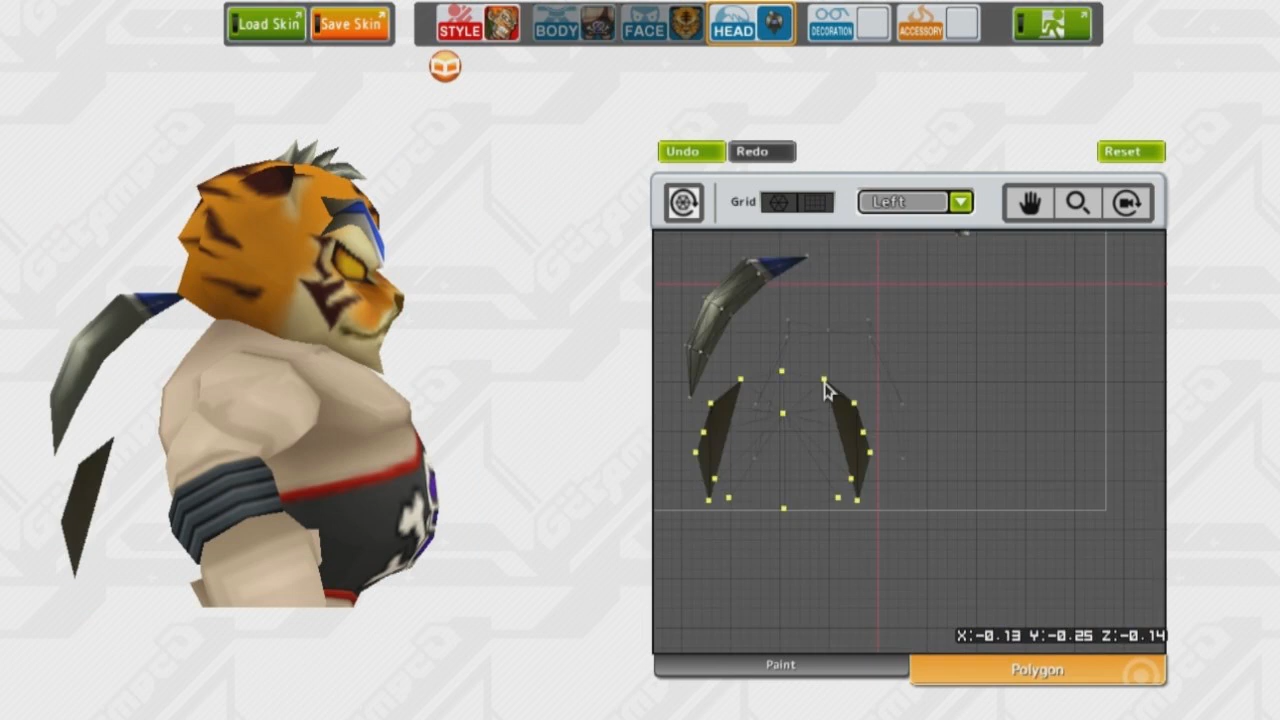 Load Skin
Save Skin
STYLE
BODY
FACE
HEAD
DECORATION
ACCESSORY
Undo
Redo
Reset
Grid
Left
X:-0.13 Y:-0.25 Z:-0.14
Paint
Polygon